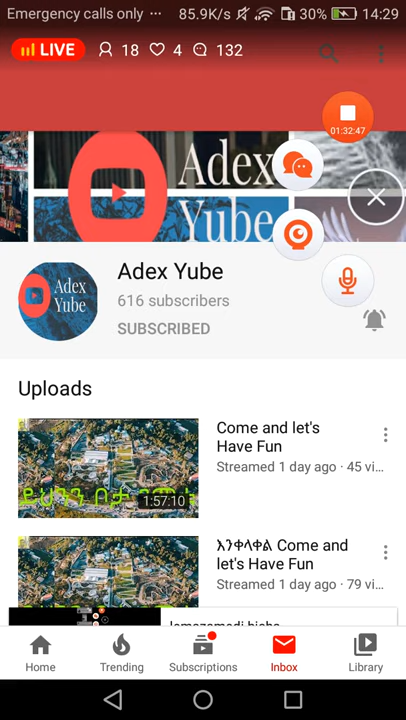 Emergency calls only ... 85.9K/s 30% 14:29
LIVE 18 4 132
01:32:47
Adex
Yube
Adex
Yube
Adex Yube
616 subscribers
SUBSCRIBED
Uploads
Come and let's
Have Fun
Streamed 1 day ago · 45 vi...
1:57:10
እንቀላቀል Come and
let's Have Fun
Streamed 1 day ago · 79 vi...
Home
Trending
Subscriptions
Inbox
Library